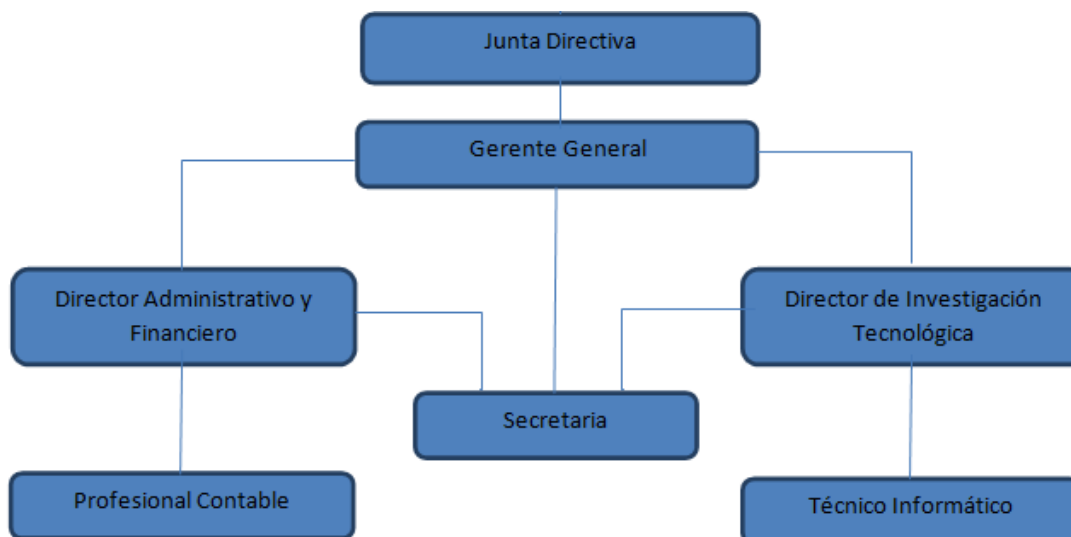 Junta Directiva
Gerente General
Director Administrativo y
Financiero
Director de Investigación
Tecnológica
Secretaria
Profesional Contable
Técnico Informático